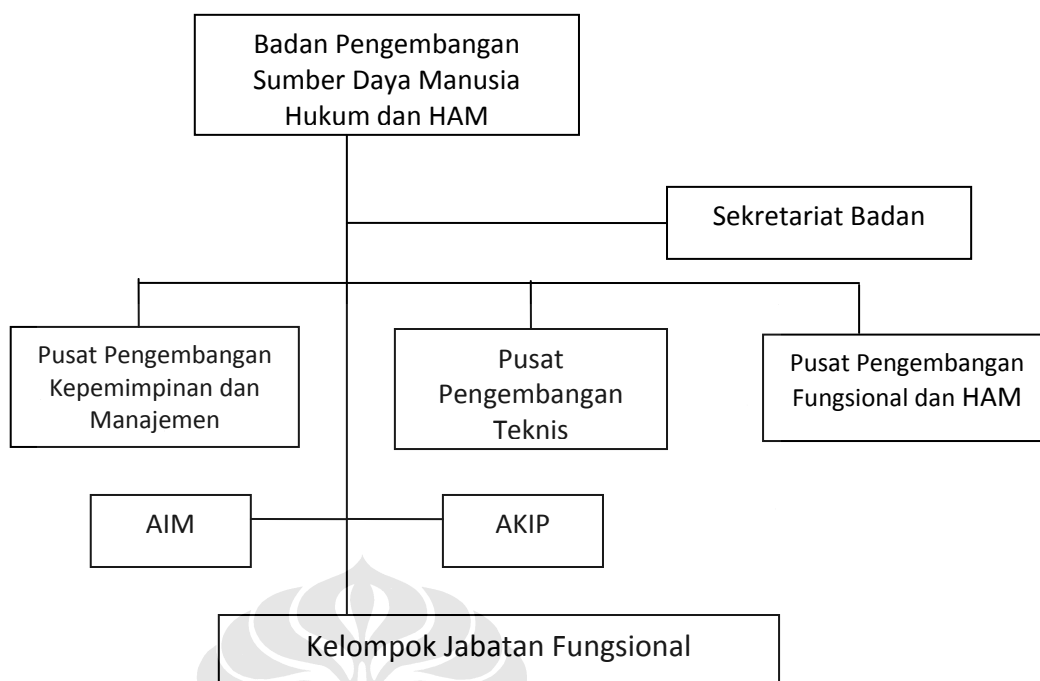 Badan Pengembangan
Sumber Daya Manusia
Hukum dan HAM
Sekretariat Badan
Pusat Pengembangan
Kepemimpinan dan
Manajemen
Pusat
Pengembangan
Teknis
Pusat Pengembangan
Fungsional dan HAM
AIM
AKIP
Kelompok Jabatan Fungsional